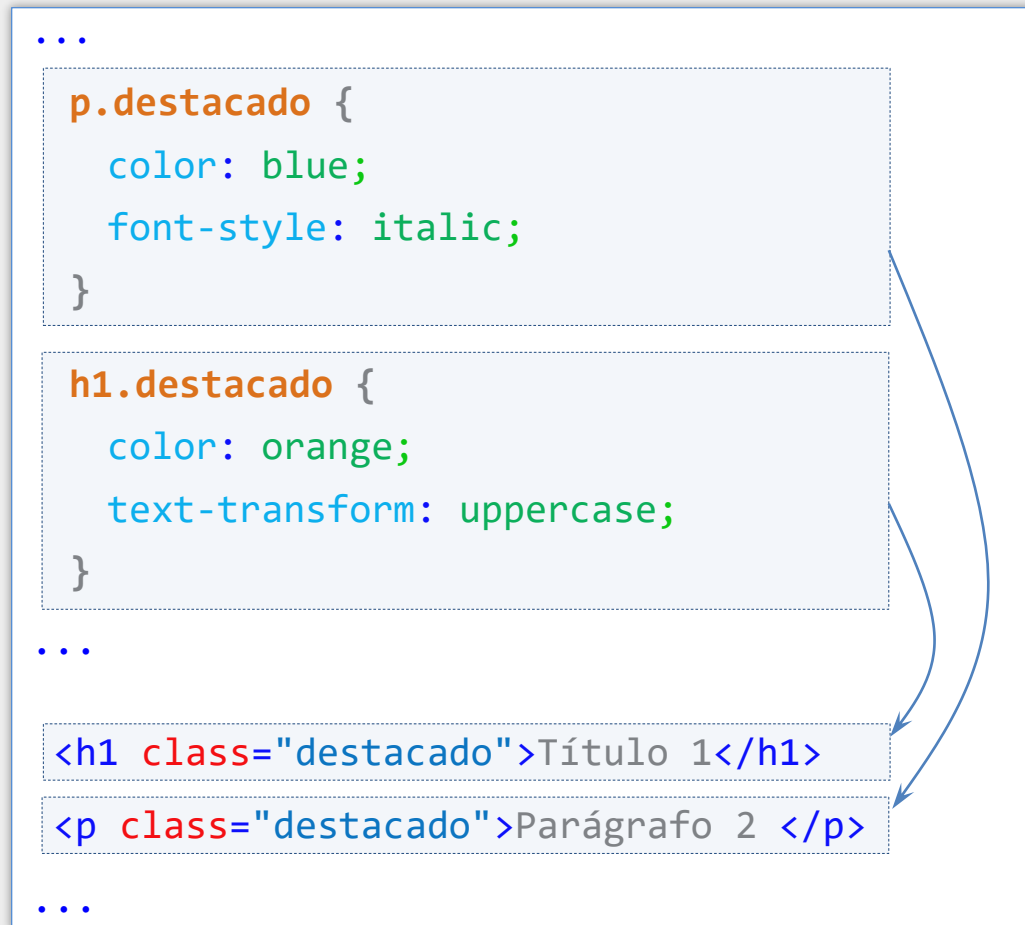 ...
p.destacado {
color: blue;
font-style: italic;
}
h1.destacado {
color: orange;
text-transform: uppercase;
}
...
<h1 class="destacado">Título 1</h1>
<p class="destacado">Parágrafo 2 </p>
...